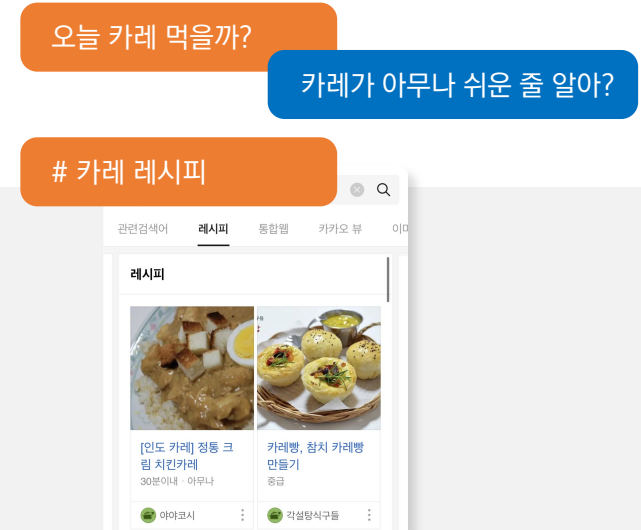 오늘 카레 먹을까?
카레가 아무나 쉬운 줄 알아?
# 카레 레시피
관련검색어 레시피 통합웹 카카오 뷰
레시피
[인도 카레] 정통 크
림 치킨카레
30분이내 · 아무나
야야코시
카레빵, 참치 카레빵
만들기
중급
각설탕식구들